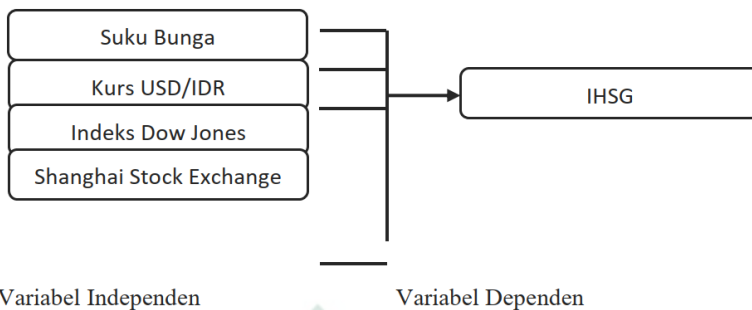 Suku Bunga
Kurs USD/IDR
Indeks Dow Jones
Shanghai Stock Exchange
IHSG
Variabel Independen
Variabel Dependen